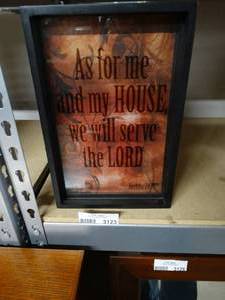 As for me
and my HOUSE
we will serve
the LORD